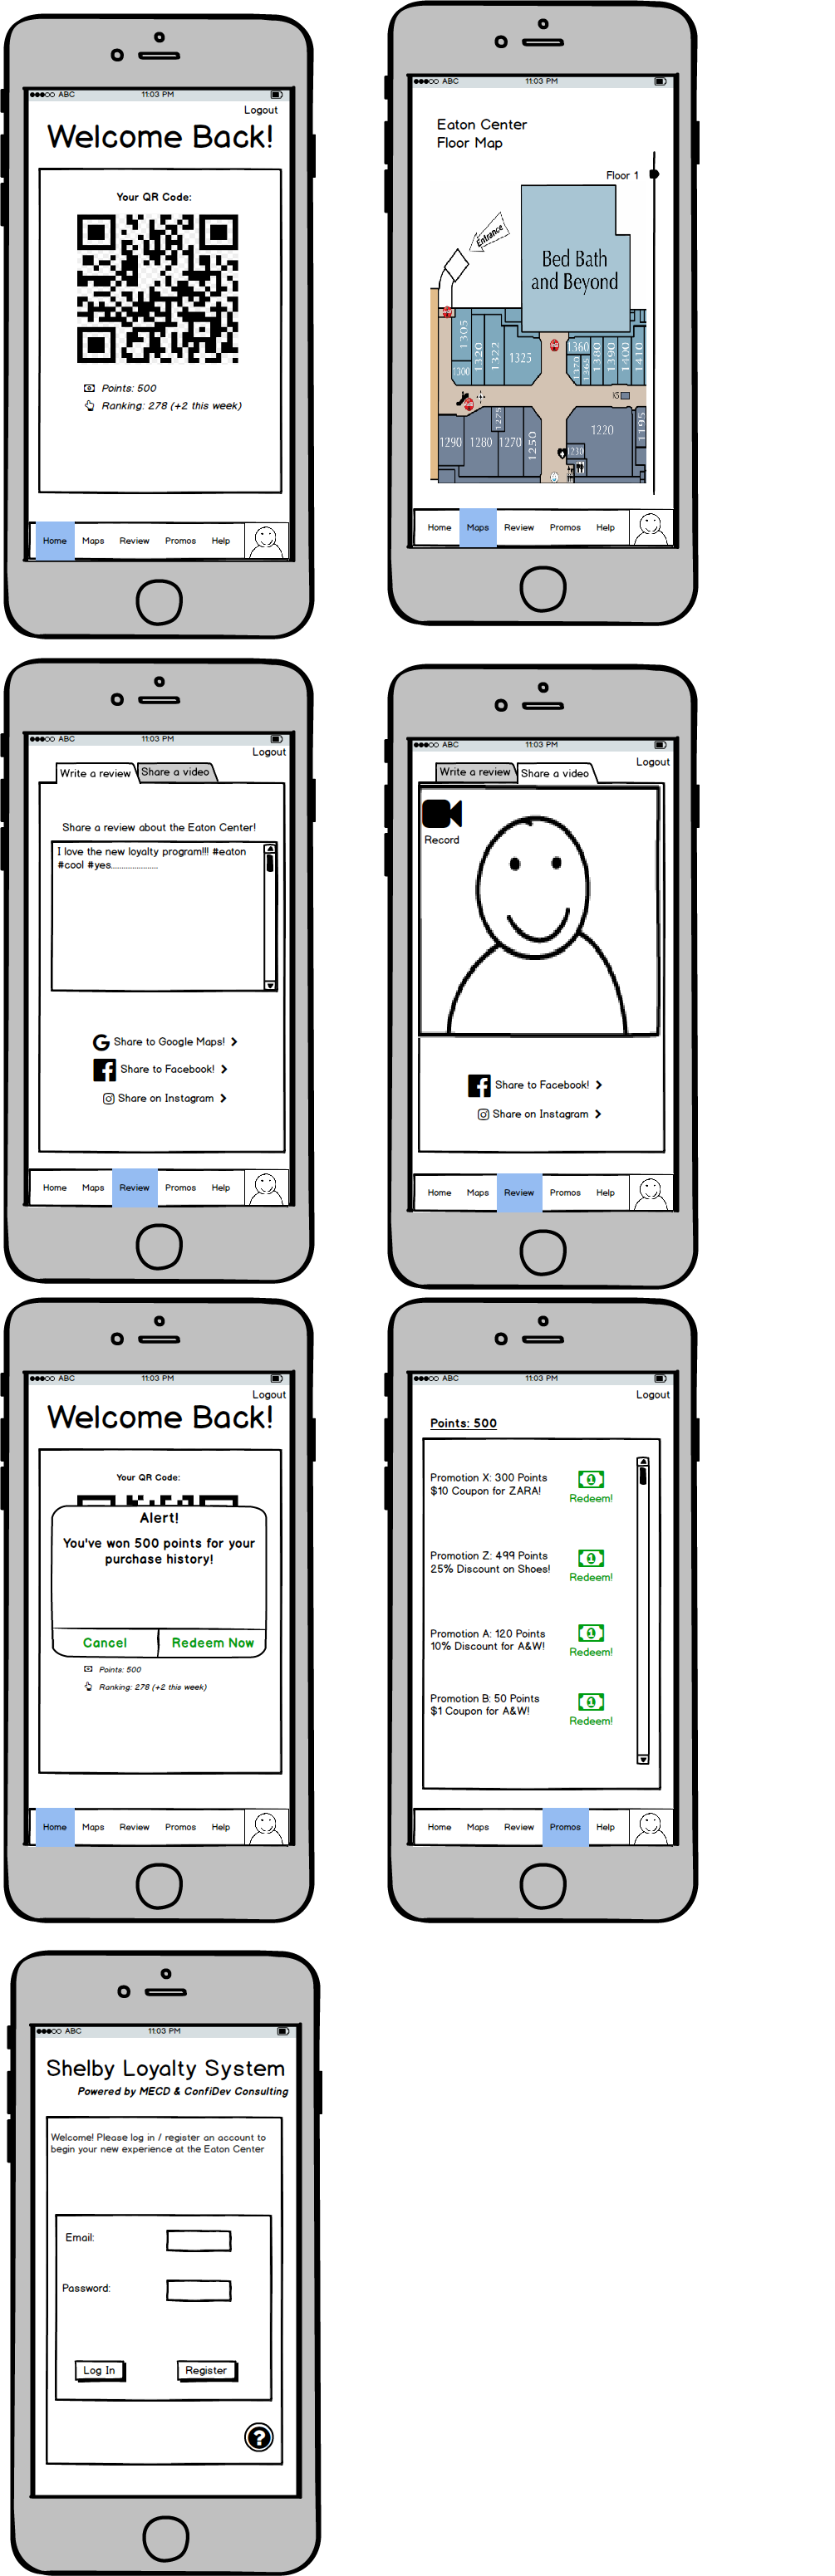 ABC 11:03 PM
Logout
Welcome Back!
Your QR Code:
Points: 500
Ranking: 278 (+2 this week)
Home Maps Review Promos Help
ABC 11:03 PM
Eaton Center
Floor Map
Floor 1
Entrance
Bed Bath
and Beyond
1305
1320
1322
1325
1300
1360
1370
1365
1380
1390
1400
1410
1290
1280
1275
1270
1250
1220
1230
1195
Home Maps Review Promos Help
ABC 11:03 PM
Logout
Write a review Share a video
Share a review about the Eaton Center!
I love the new loyalty program!!! #eaton
#cool #yes.....................
Share to Google Maps!
Share to Facebook!
Share on Instagram
Home Maps Review Promos Help
ABC 11:03 PM
Logout
Write a review Share a video
Record
Share to Facebook!
Share on Instagram
Home Maps Review Promos Help
ABC 11:03 PM
Logout
Welcome Back!
Your QR Code:
Alert!
You've won 500 points for your
purchase history!
Cancel Redeem Now
Points: 500
Ranking: 278 (+2 this week)
Home Maps Review Promos Help
ABC 11:03 PM
Logout
Points: 500
Promotion X: 300 Points
$10 Coupon for ZARA!
1
Redeem!
Promotion Z: 499 Points
25% Discount on Shoes!
1
Redeem!
Promotion A: 120 Points
10% Discount for A&W!
1
Redeem!
Promotion B: 50 Points
$1 Coupon for A&W!
1
Redeem!
Home Maps Review Promos Help
ABC 11:03 PM
Shelby Loyalty System
Powered by MECD & ConfiDev Consulting
Welcome! Please log in / register an account to
begin your new experience at the Eaton Center
Email:
Password:
Log In Register
?